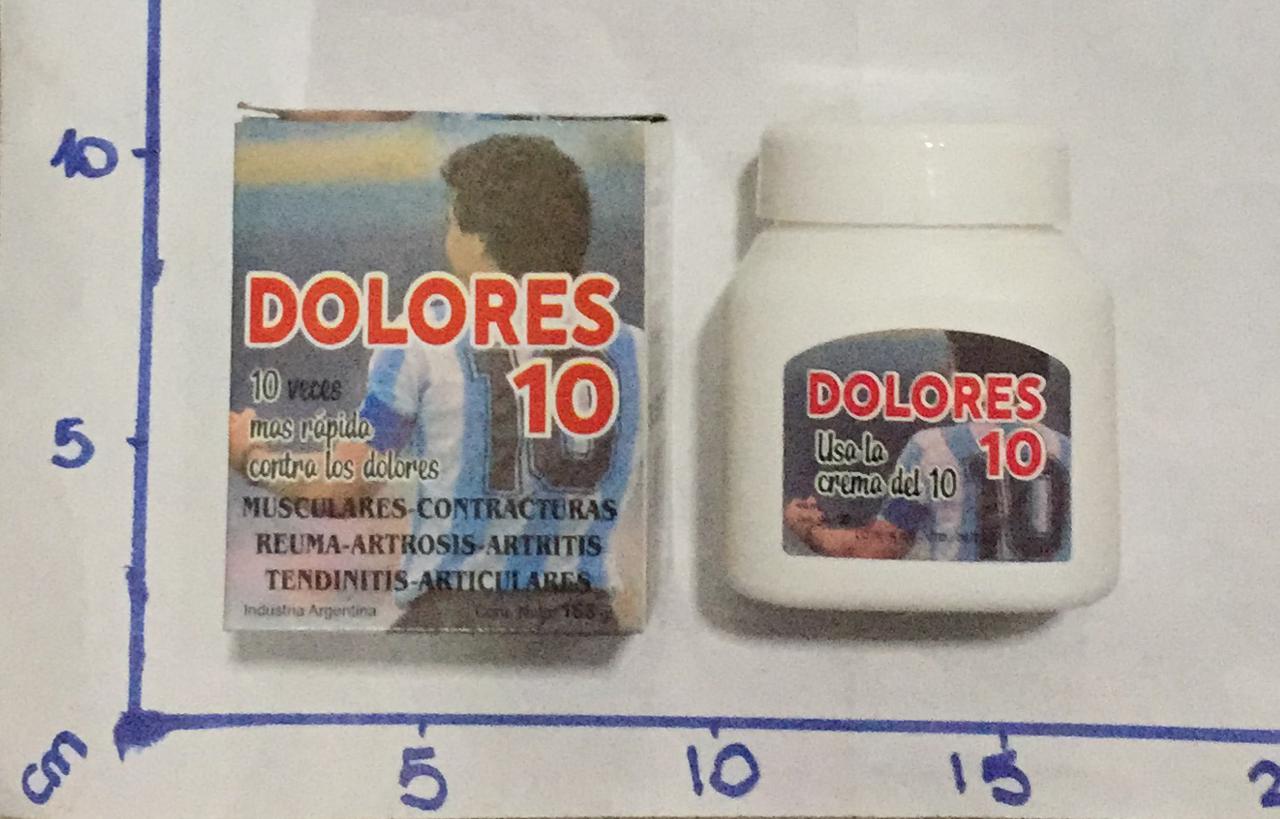 10
5
cm
5
10
15
DOLORES
10
10 veces
mas rápida
contra los dolores
MUSCULARES-CONTRACTURAS
REUMA-ARTROSIS-ARTRITIS
TENDINITIS-ARTICULARES
Industria Argentina
DOLORES
10
Usa la
crema del 10